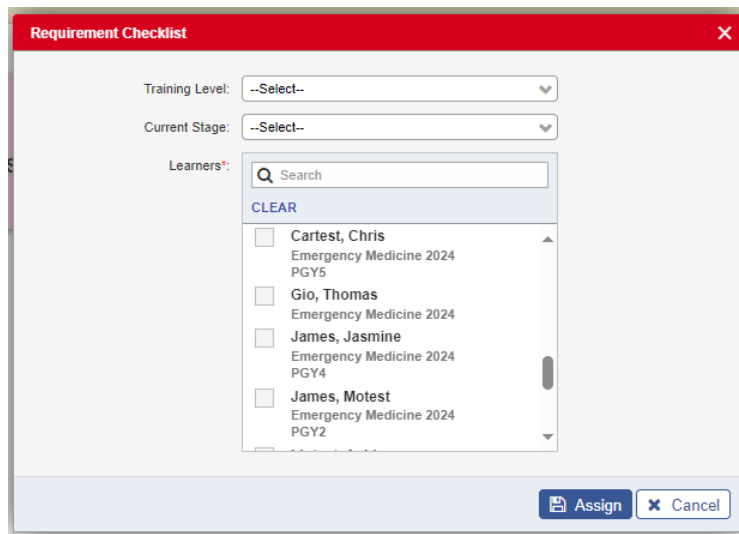 Requirement Checklist
Training Level: --Select--
Current Stage: --Select--
Learners*:
Search
CLEAR
Cartest, Chris
Emergency Medicine 2024
PGY5
Gio, Thomas
Emergency Medicine 2024
James, Jasmine
Emergency Medicine 2024
PGY4
James, Motest
Emergency Medicine 2024
PGY2
Assign
Cancel